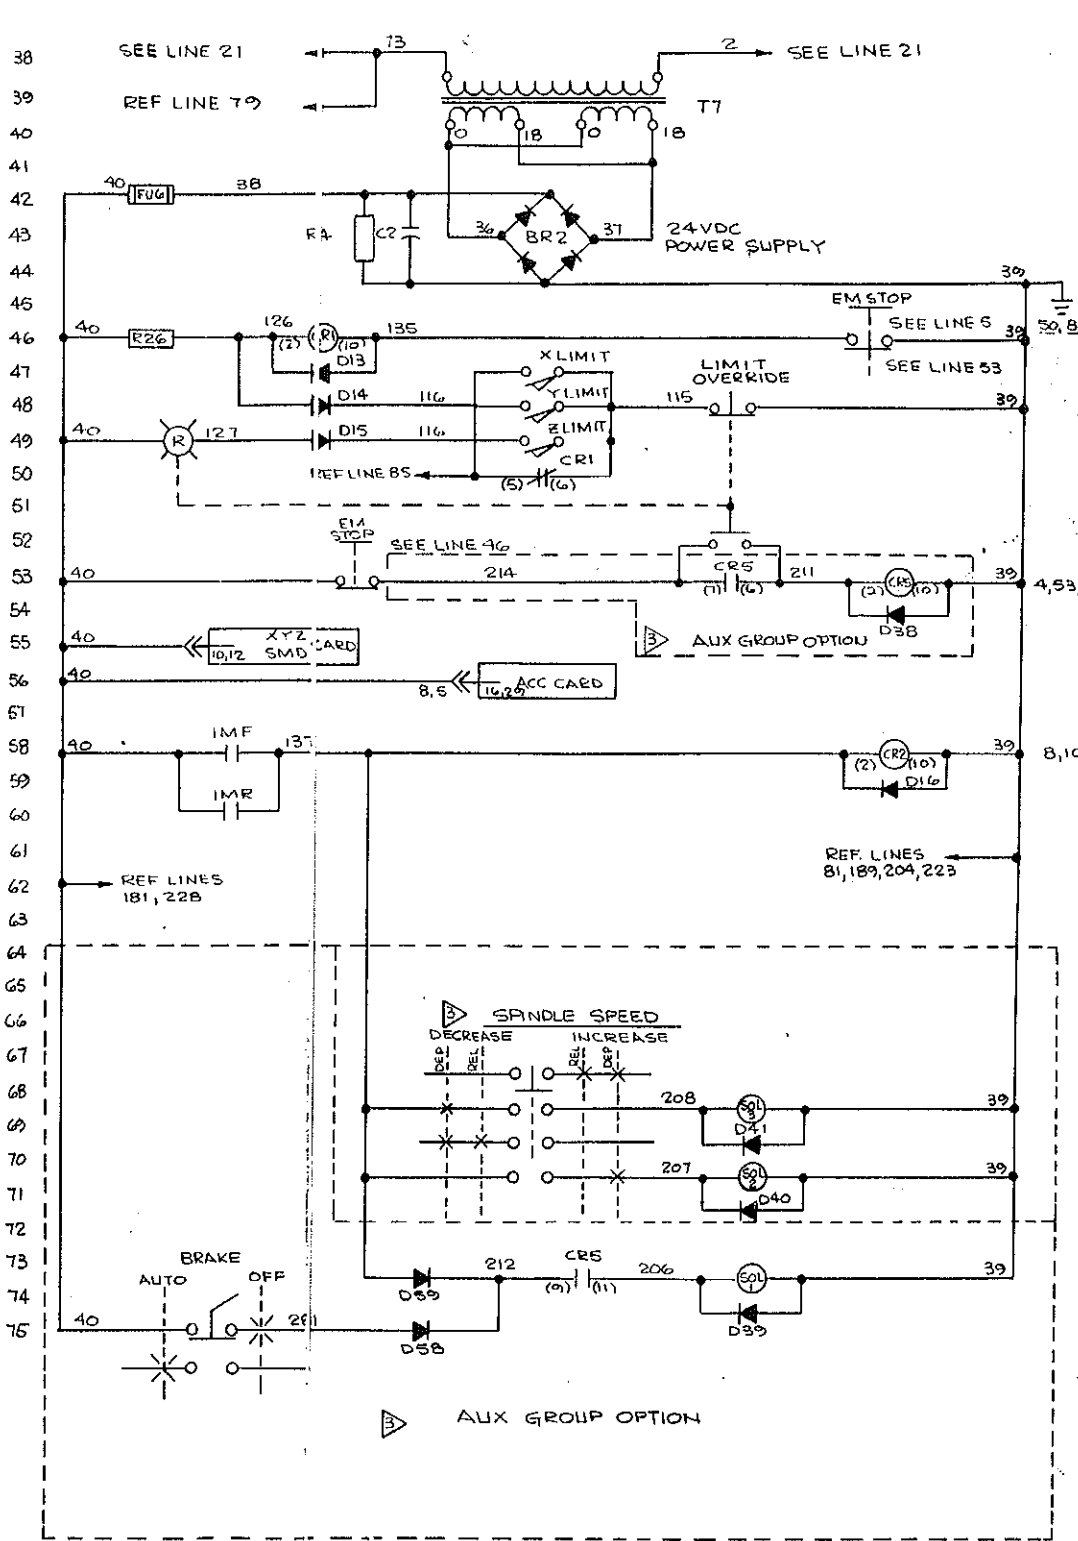 38 SEE LINE 21 73 2 SEE LINE 21
39 REF LINE 79 T7
40 0 18 0 18
41
42 40 FU6 38
43 R4 C2 36 BR2 37 24VDC POWER SUPPLY
44 39
45 EM STOP
46 40 R26 126 (2) (10) 135 SEE LINE 5 39 50,8
47 D13 X LIMIT LIMIT OVERRIDE SEE LINE 53
48 D14 116 Y LIMIT 115 39
49 40 R 127 D15 116 Z LIMIT
50 REF LINE 85 (5) (6) CR1
51
52 EM STOP SEE LINE 46
53 40 214 CR5 (7) (6) 211 (2) CR5 (10) 39 4,53,
54 D38
55 40 10,12 XYZ SMD CARD 3 AUX GROUP OPTION
56 40 8,5 16,29 ACC CARD
57
58 40 1MF 137 (2) CR2 (10) 39 8,10
59 D16
60 1MR
61 REF. LINES
81,189,204,223
62 REF LINES
181,228
63
64
65
66 3 SPINDLE SPEED
67 DECREASE INCREASE
DEP REL REL DEP
68 208 SOL 3 39
69 D41
70 207 SOL 2 39
71 D40
72
73 BRAKE 212 CR5 206 SOL 1 39
74 AUTO OFF D59 (9) (11)
75 40 261 D58 D39
3 AUX GROUP OPTION